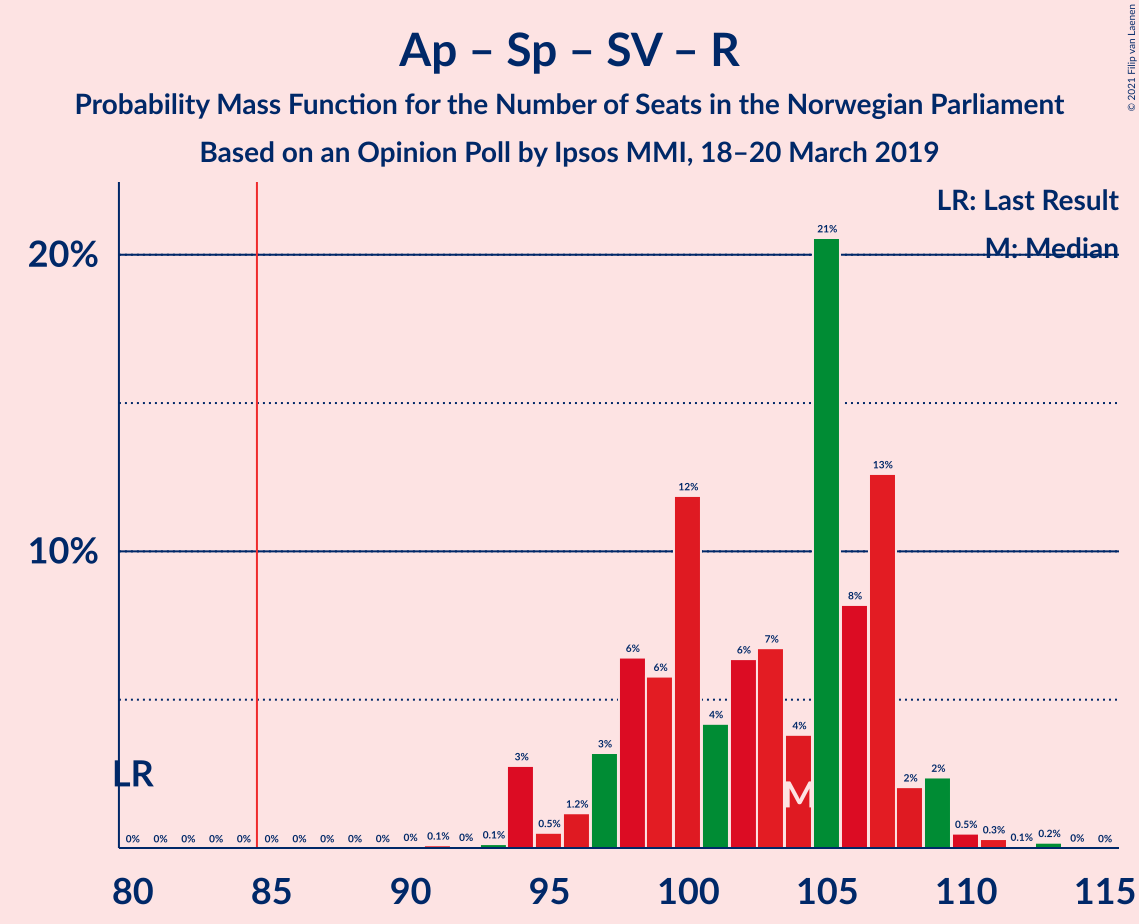 Ap – Sp – SV – R
Probability Mass Function for the Number of Seats in the Norwegian Parliament
Based on an Opinion Poll by Ipsos MMI, 18–20 March 2019
© 2021 Filip van Laenen
LR: Last Result
M: Median
20%
10%
LR
M
0% 0% 0% 0% 0% 0% 0% 0% 0% 0% 0% 0.1% 0% 0.1% 3% 0.5% 1.2% 3% 6% 6% 12% 4% 6% 7% 4% 21% 8% 13% 2% 2% 0.5% 0.3% 0.1% 0.2% 0% 0%
80 85 90 95 100 105 110 115